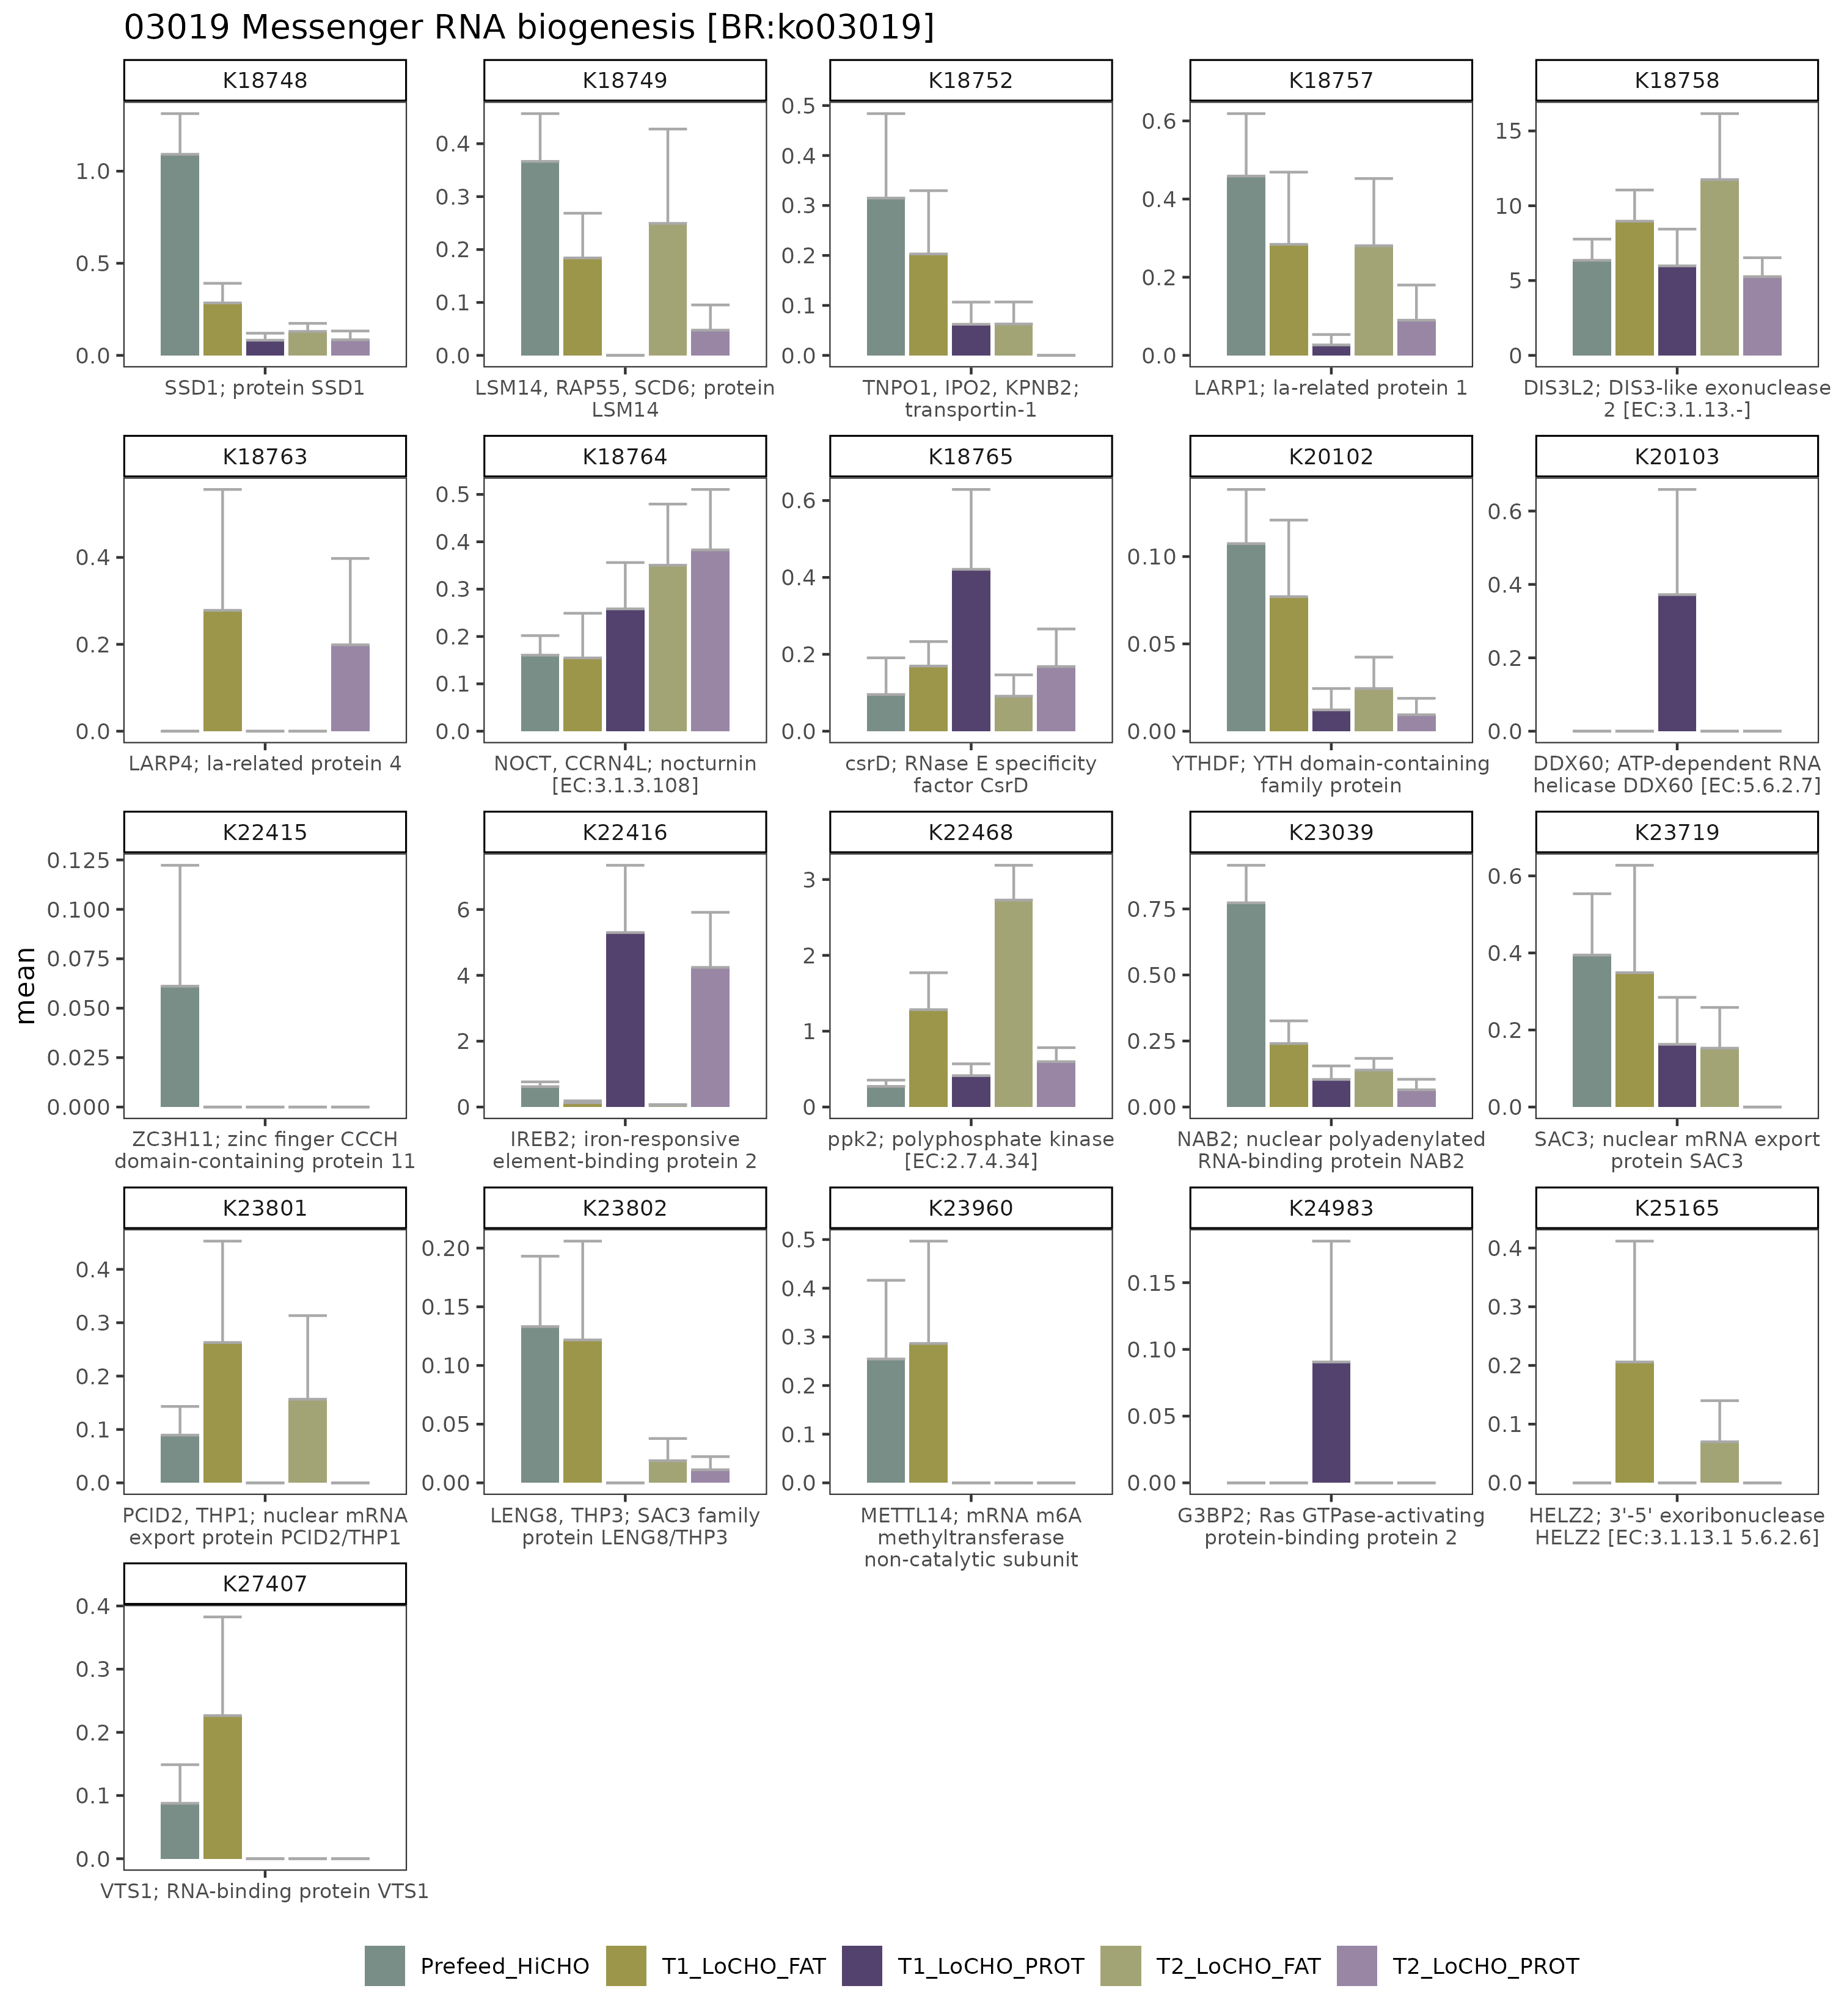 03019 Messenger RNA biogenesis [BR:ko03019]
K18748
K18749
K18752
K18757
K18758
1.0
0.5
0.0
0.4
0.3
0.2
0.1
0.0
0.5
0.4
0.3
0.2
0.1
0.0
0.6
0.4
0.2
0.0
15
10
5
0
SSD1; protein SSD1
LSM14, RAP55, SCD6; protein
LSM14
TNPO1, IPO2, KPNB2;
transportin-1
LARP1; la-related protein 1
DIS3L2; DIS3-like exonuclease
2 [EC:3.1.13.-]
K18763
K18764
K18765
K20102
K20103
0.4
0.2
0.0
0.5
0.4
0.3
0.2
0.1
0.0
0.6
0.4
0.2
0.0
0.10
0.05
0.00
0.6
0.4
0.2
0.0
LARP4; la-related protein 4
NOCT, CCRN4L; nocturnin
[EC:3.1.3.108]
csrD; RNase E specificity
factor CsrD
YTHDF; YTH domain-containing
family protein
DDX60; ATP-dependent RNA
helicase DDX60 [EC:5.6.2.7]
mean
K22415
K22416
K22468
K23039
K23719
0.125
0.100
0.075
0.050
0.025
0.000
6
4
2
0
3
2
1
0
0.75
0.50
0.25
0.00
0.6
0.4
0.2
0.0
ZC3H11; zinc finger CCCH
domain-containing protein 11
IREB2; iron-responsive
element-binding protein 2
ppk2; polyphosphate kinase
[EC:2.7.4.34]
NAB2; nuclear polyadenylated
RNA-binding protein NAB2
SAC3; nuclear mRNA export
protein SAC3
K23801
K23802
K23960
K24983
K25165
0.4
0.3
0.2
0.1
0.0
0.20
0.15
0.10
0.05
0.00
0.5
0.4
0.3
0.2
0.1
0.0
0.15
0.10
0.05
0.00
0.4
0.3
0.2
0.1
0.0
PCID2, THP1; nuclear mRNA
export protein PCID2/THP1
LENG8, THP3; SAC3 family
protein LENG8/THP3
METTL14; mRNA m6A
methyltransferase
non-catalytic subunit
G3BP2; Ras GTPase-activating
protein-binding protein 2
HELZ2; 3'-5' exoribonuclease
HELZ2 [EC:3.1.13.1 5.6.2.6]
K27407
0.4
0.3
0.2
0.1
0.0
VTS1; RNA-binding protein VTS1
Prefeed_HiCHO
T1_LoCHO_FAT
T1_LoCHO_PROT
T2_LoCHO_FAT
T2_LoCHO_PROT